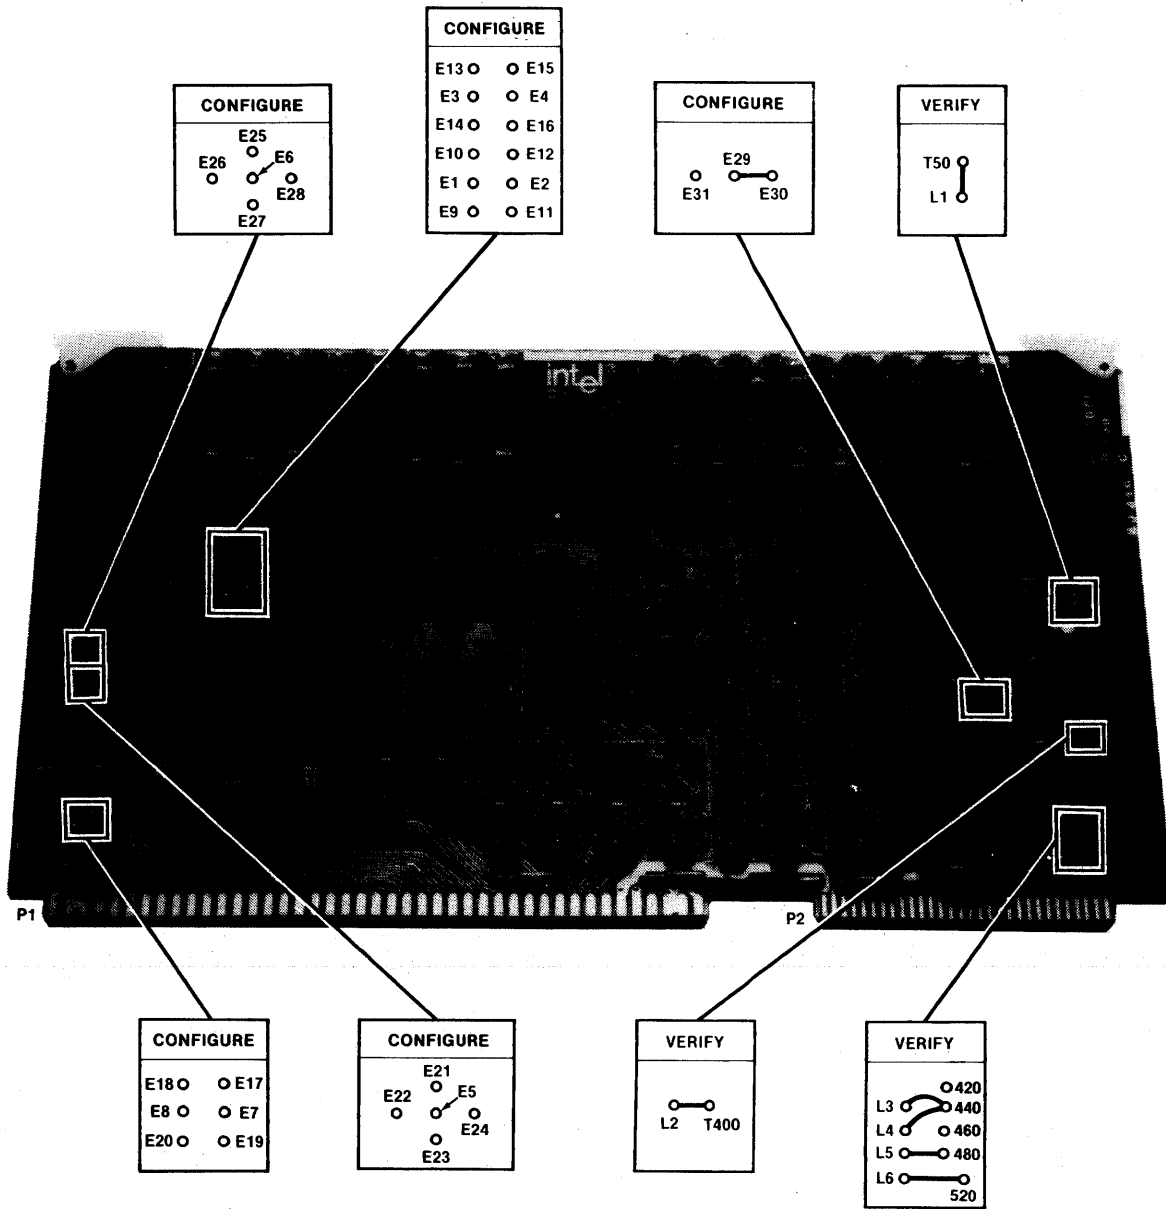 CONFIGURE
E13 E15
E3 E4
E14 E16
E10 E12
E1 E2
E9 E11
CONFIGURE
E25
E26 E6
E28
E27
CONFIGURE
E29
E31 E30
VERIFY
T50
L1
intel
P1
P2
CONFIGURE
E18 E17
E8 E7
E20 E19
CONFIGURE
E21
E22 E5
E24
E23
VERIFY
L2 T400
VERIFY
420
L3 440
L4 460
L5 480
L6
520